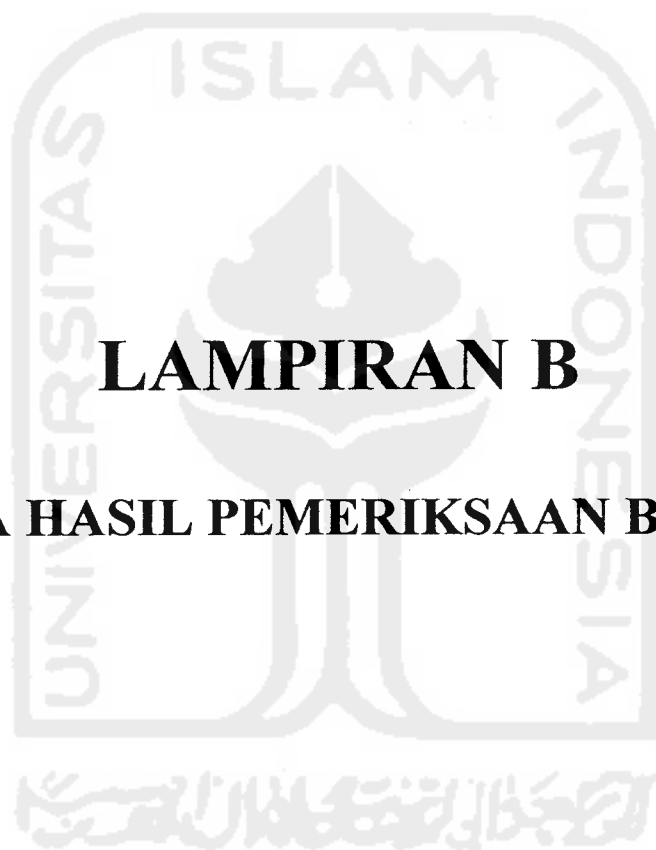 ISLAM
UNIVERSITAS
INDONESIA
LAMPIRAN B
A HASIL PEMERIKSAAN B